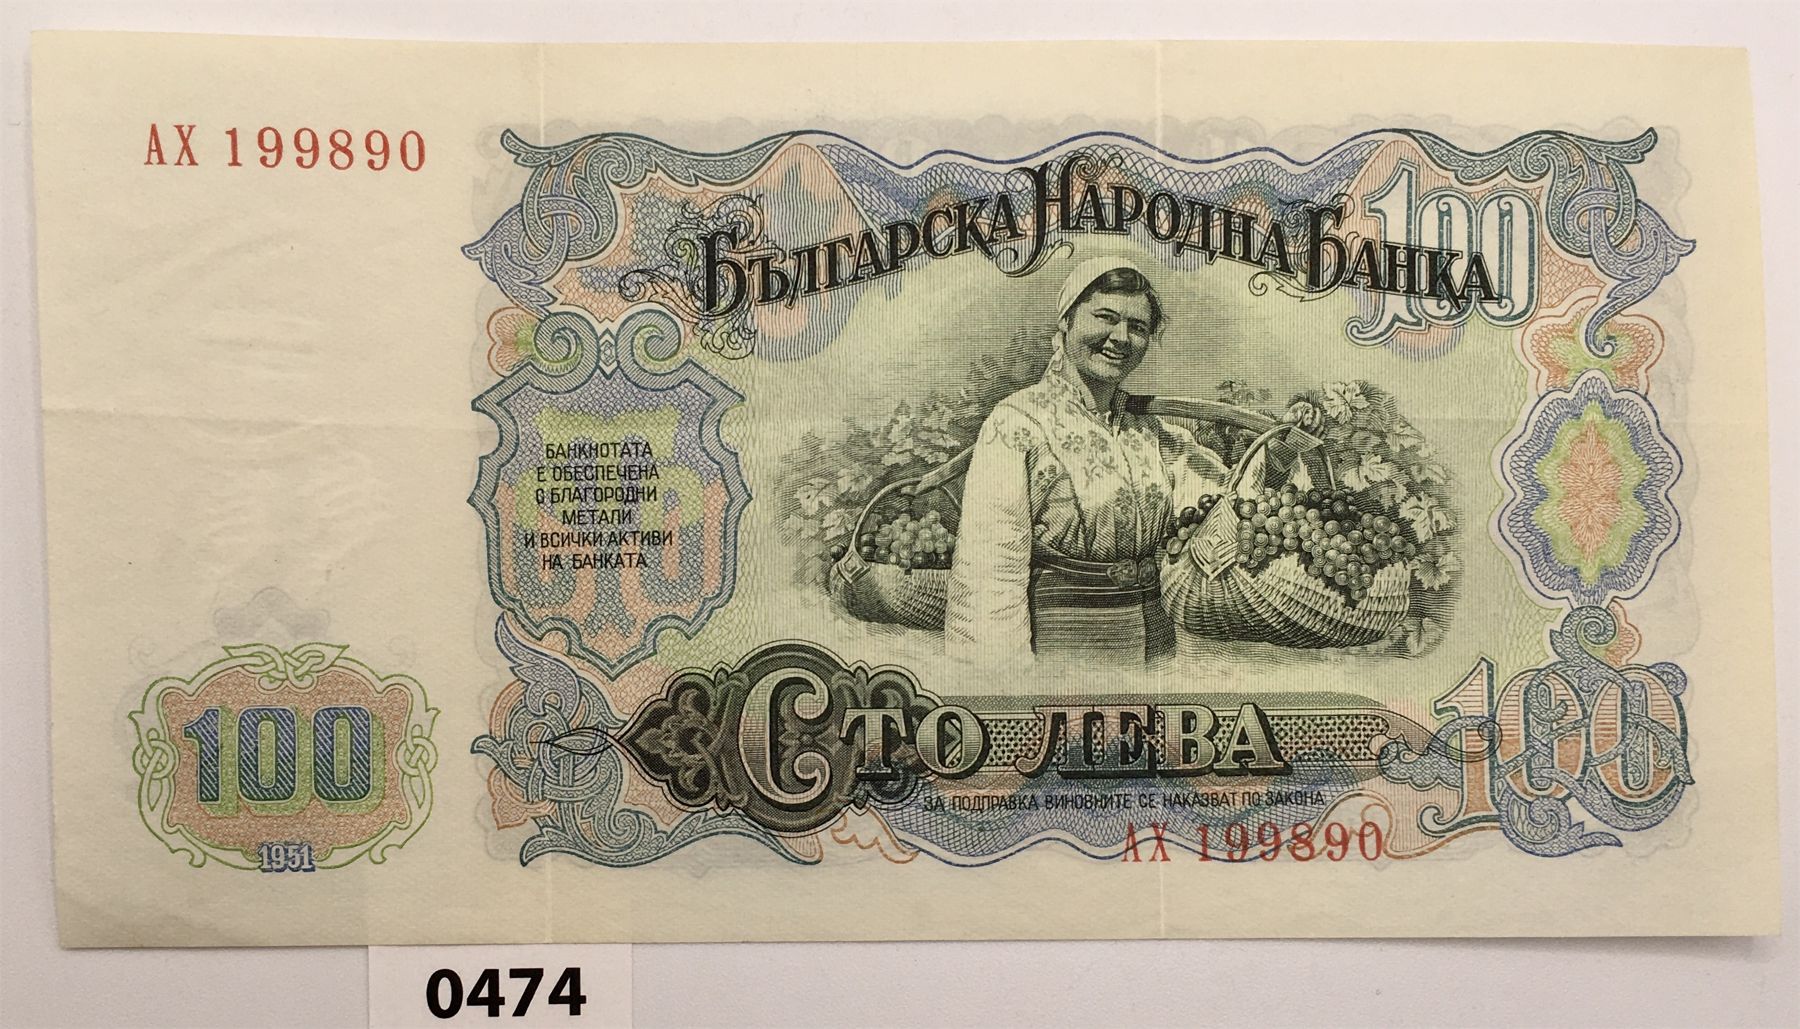 АХ 199890
БЪЛГАРСКА НАРОДНА БАНКА
100
БАНКНОТАТА
Е ОБЕСПЕЧЕНА
С БЛАГОРОДНИ
МЕТАЛИ
И ВСИЧКИ АКТИВИ
НА БАНКАТА
100
1951
СТО ЛЕВА
100
ЗА ПОДПРАВКА ВИНОВНИТЕ СЕ НАКАЗВАТ ПО ЗАКОНА
АХ 199890
0474